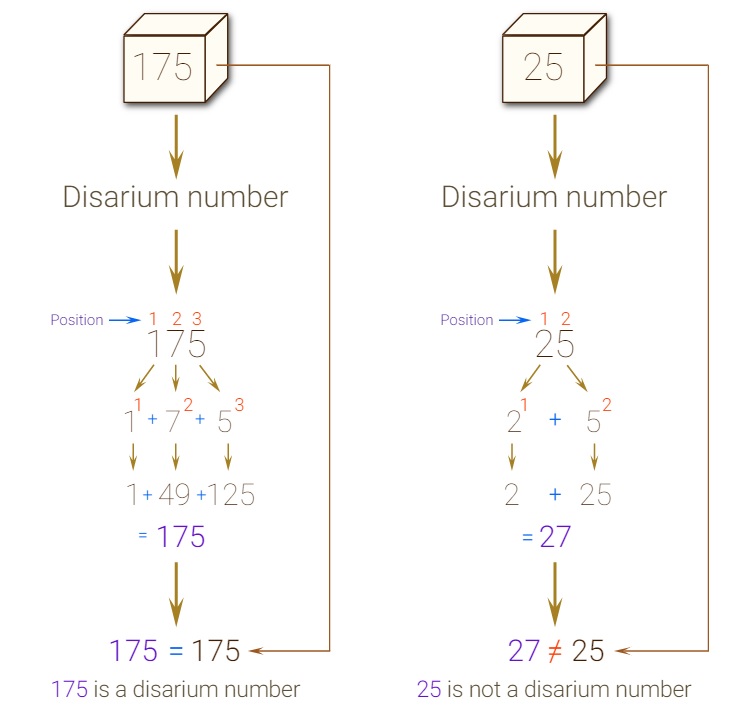 175
Disarium number
Position 1 2 3
175
1^1 + 7^2 + 5^3
1 + 49 + 125
= 175
175 = 175
175 is a disarium number
25
Disarium number
Position 1 2
25
2^1 + 5^2
2 + 25
= 27
27 ≠ 25
25 is not a disarium number